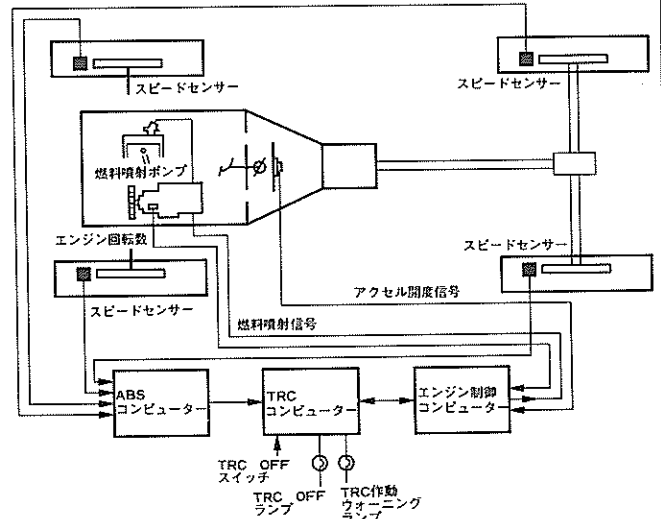 スピードセンサー
スピードセンサー
燃料噴射ポンプ
エンジン回転数
スピードセンサー
スピードセンサー
アクセル開度信号
燃料噴射信号
ABS
コンピューター
TRC
コンピューター
エンジン制御
コンピューター
TRC OFF
スイッチ
TRC OFF
ランプ
TRC作動
ウォーニング
ランプ